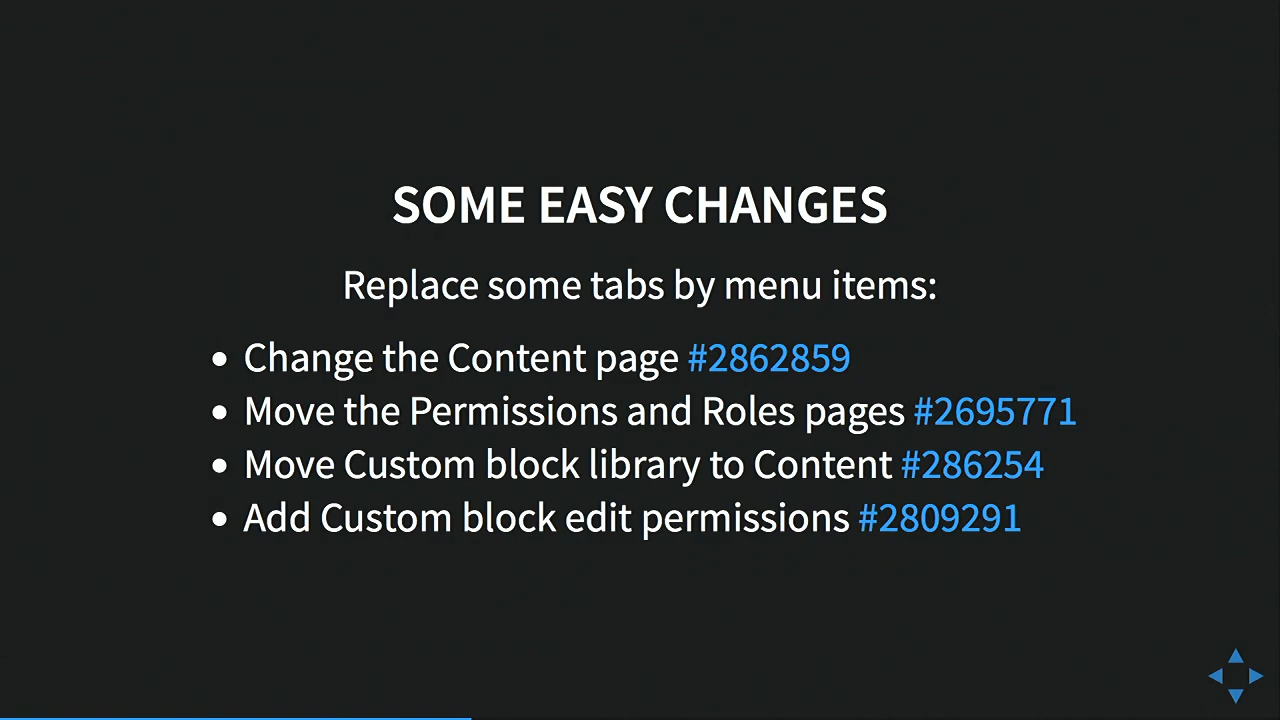 SOME EASY CHANGES
Replace some tabs by menu items:
• Change the Content page #2862859
• Move the Permissions and Roles pages #2695771
• Move Custom block library to Content #286254
• Add Custom block edit permissions #2809291